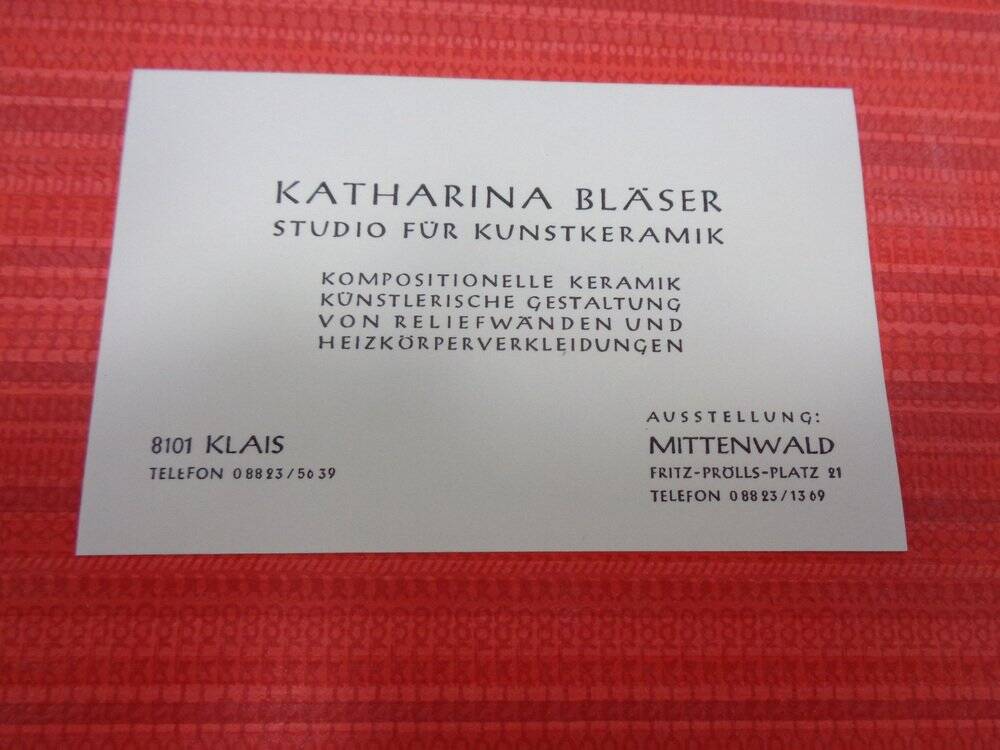 KATHARINA BLÄSER
STUDIO FÜR KUNSTKERAMIK
KOMPOSITIONELLE KERAMIK
KÜNSTLERISCHE GESTALTUNG
VON RELIEFWÄNDEN UND
HEIZKÖRPERVERKLEIDUNGEN
8101 KLAIS
TELEFON 08823/5639
AUSSTELLUNG:
MITTENWALD
FRITZ-PRÖLLS-PLATZ 21
TELEFON 08823/1369